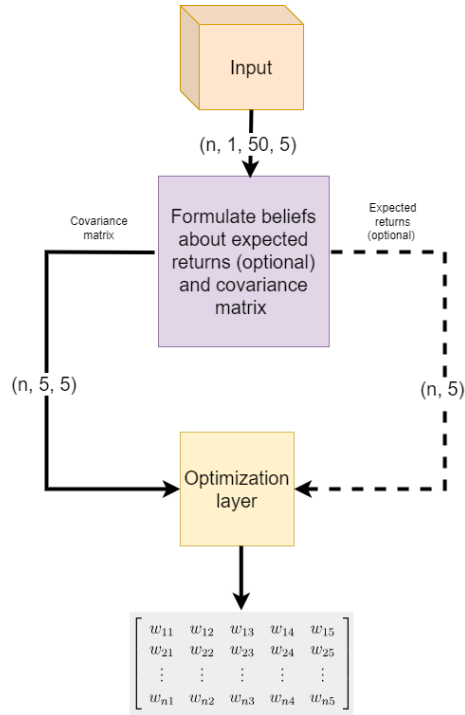 Input
(n, 1, 50, 5)
Formulate beliefs
about expected
returns (optional)
and covariance
matrix
Covariance
matrix
Expected
returns
(optional)
(n, 5, 5)
(n, 5)
Optimization
layer
w11 w12 w13 w14 w15
w21 w22 w23 w24 w25
⋮ ⋮ ⋮ ⋮ ⋮
wn1 wn2 wn3 wn4 wn5